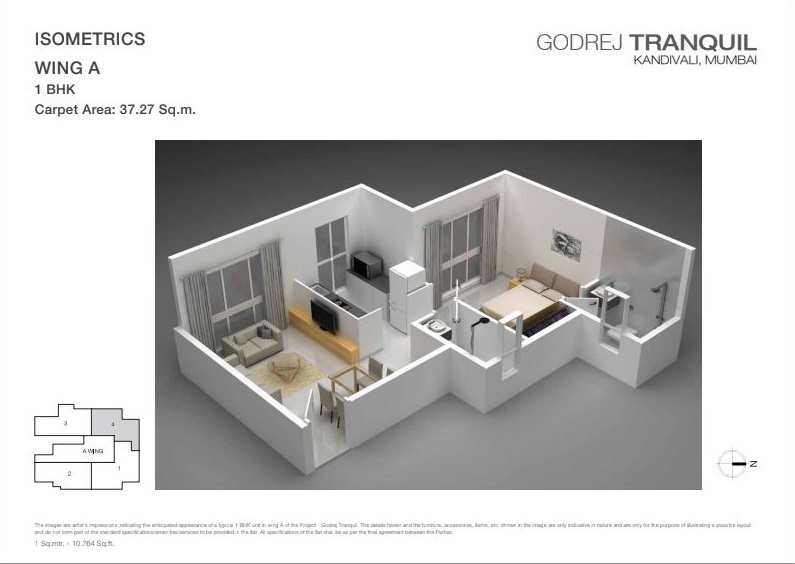 ISOMETRICS
WING A
1 BHK
Carpet Area: 37.27 Sq.m.
GODREJ TRANQUIL
KANDIVALI, MUMBAI
3
4
A WING
2
1
N
The images are artist's impressions indicating the anticipated appearance of a typical 1 BHK unit in wing A of the Project - Godrej Tranquil. The details herein and the furniture, accessories, items, etc. shown in the image are only indicative in nature and are only for the purpose of illustrating a possible layout
and do not form part of the standard specifications/amenities/services to be provided in the flat. All specifications of the flat shall be as per the final agreement between the Parties.
1 Sq.mtr. - 10.764 Sq.ft.